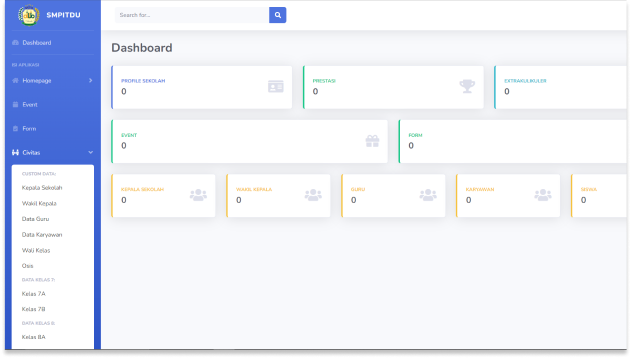 SMPITDU
Search for...
Dashboard
Dashboard
ISI APLIKASI
Homepage
Event
Form
Civitas
CUSTOM DATA:
Kepala Sekolah
Wakil Kepala
Data Guru
Data Karyawan
Wali Kelas
Osis
DATA KELAS 7:
Kelas 7A
Kelas 7B
DATA KELAS 8:
Kelas 8A
PROFILE SEKOLAH
0
PRESTASI
0
EXTRAKULIKULER
0
EVENT
0
FORM
0
KEPALA SEKOLAH
0
WAKIL KEPALA
0
GURU
0
KARYAWAN
0
SISWA
0